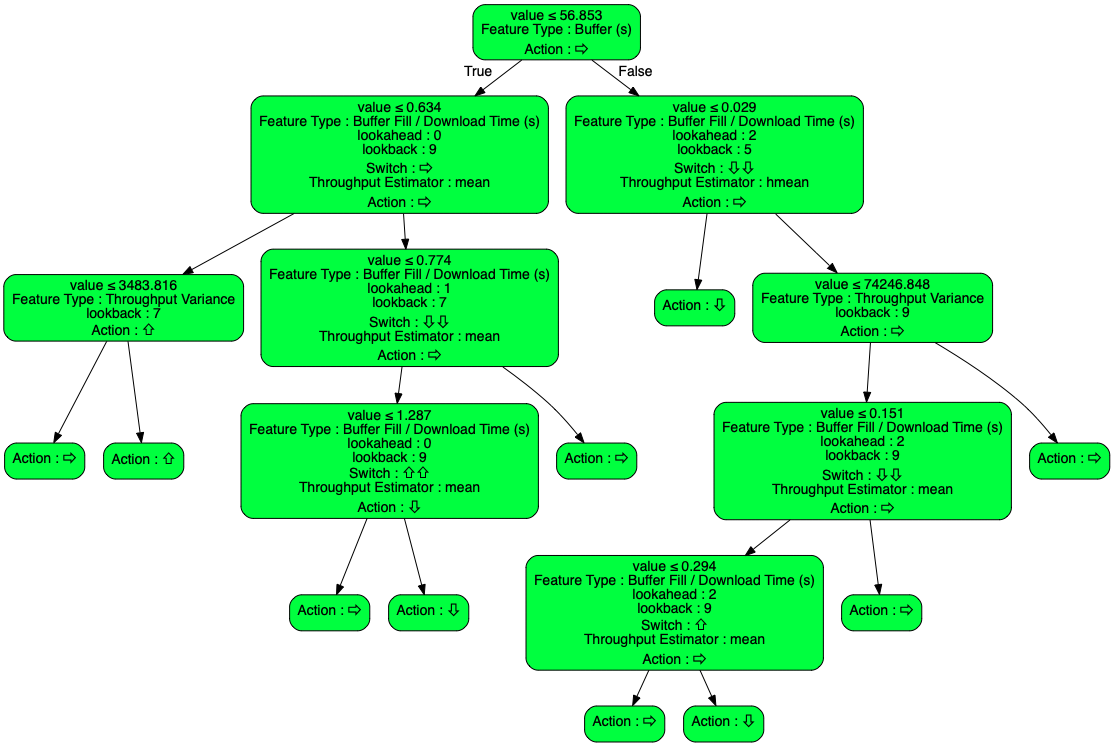 value ≤ 56.853
Feature Type : Buffer (s)
Action : ⇨
True
False
value ≤ 0.634
Feature Type : Buffer Fill / Download Time (s)
lookahead : 0
lookback : 9
Switch : ⇨
Throughput Estimator : mean
Action : ⇨
value ≤ 0.029
Feature Type : Buffer Fill / Download Time (s)
lookahead : 2
lookback : 5
Switch : ⇩⇩
Throughput Estimator : hmean
Action : ⇨
value ≤ 3483.816
Feature Type : Throughput Variance
lookback : 7
Action : ⇧
value ≤ 0.774
Feature Type : Buffer Fill / Download Time (s)
lookahead : 1
lookback : 7
Switch : ⇩⇩
Throughput Estimator : mean
Action : ⇨
Action : ⇩
value ≤ 74246.848
Feature Type : Throughput Variance
lookback : 9
Action : ⇨
Action : ⇨
Action : ⇧
value ≤ 1.287
Feature Type : Buffer Fill / Download Time (s)
lookahead : 0
lookback : 9
Switch : ⇧⇧
Throughput Estimator : mean
Action : ⇩
Action : ⇨
value ≤ 0.151
Feature Type : Buffer Fill / Download Time (s)
lookahead : 2
lookback : 9
Switch : ⇩⇩
Throughput Estimator : mean
Action : ⇨
Action : ⇨
Action : ⇨
Action : ⇩
value ≤ 0.294
Feature Type : Buffer Fill / Download Time (s)
lookahead : 2
lookback : 9
Switch : ⇧
Throughput Estimator : mean
Action : ⇨
Action : ⇨
Action : ⇨
Action : ⇩